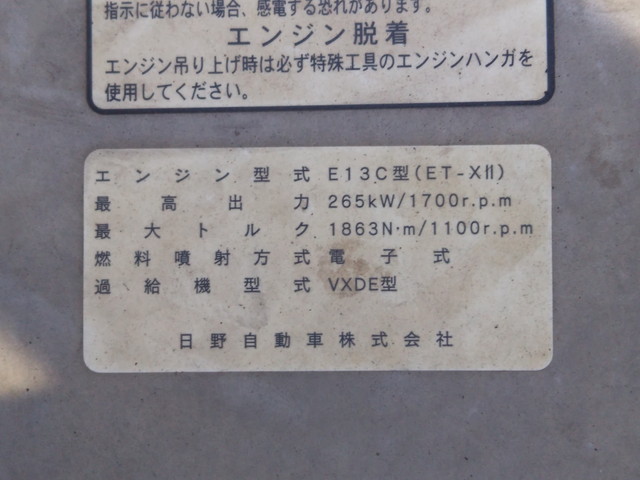 指示に従わない場合、感電する恐れがあります。
エンジン脱着
エンジン吊り上げ時は必ず特殊工具のエンジンハンガを
使用してください。
エンジン型式 E13C型(ET-XⅡ)
最高出力 265kW/1700r.p.m
最大トルク 1863N·m/1100r.p.m
燃料噴射方式 電子式
過給機型式 VXDE型
日野自動車株式会社